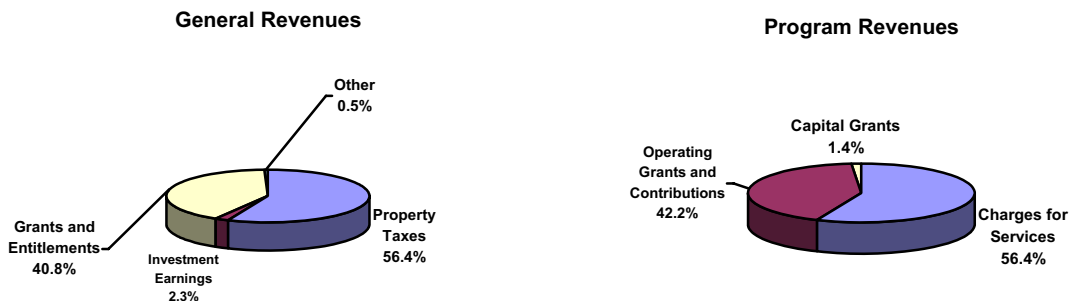 General Revenues
Other
0.5%
Grants and
Entitlements
40.8%
Investment
Earnings
2.3%
Property
Taxes
56.4%
Program Revenues
Capital Grants
1.4%
Operating
Grants and
Contributions
42.2%
Charges for
Services
56.4%